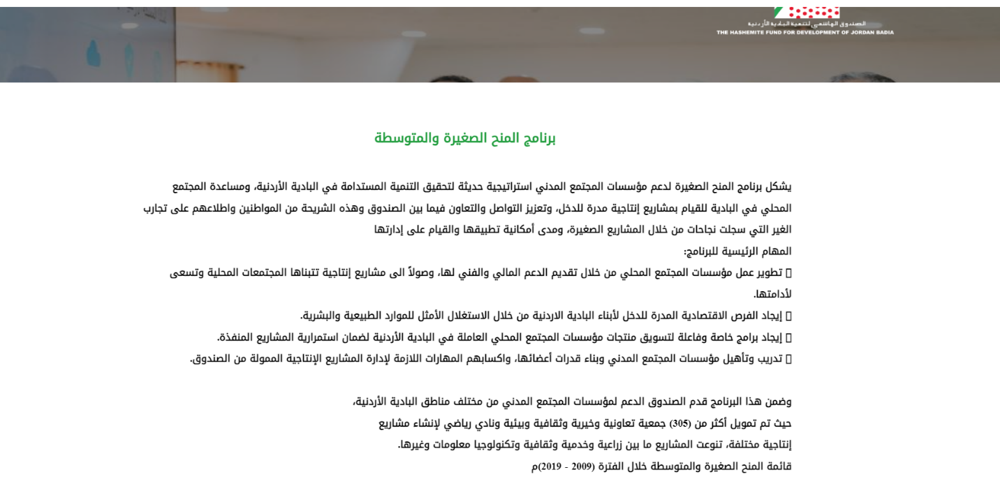 الصندوق الهاشمي لتنمية البادية الأردنية
THE HASHEMITE FUND FOR DEVELOPMENT OF JORDAN BADIA
برنامج المنح الصغيرة والمتوسطة
يشكل برنامج المنح الصغيرة لدعم مؤسسات المجتمع المدني استراتيجية حديثة لتحقيق التنمية المستدامة في البادية الأردنية، ومساعدة المجتمع
المحلي في البادية للقيام بمشاريع إنتاجية مدرة للدخل، وتعزيز التواصل والتعاون فيما بين الصندوق وهذه الشريحة من المواطنين واطلاعهم على تجارب
الغير التي سجلت نجاحات من خلال المشاريع الصغيرة، ومدى أمكانية تطبيقها والقيام على إدارتها
المهام الرئيسية للبرنامج:
▯ تطوير عمل مؤسسات المجتمع المحلي من خلال تقديم الدعم المالي والفني لها، وصولاً الى مشاريع إنتاجية تتبناها المجتمعات المحلية وتسعى
لأدامتها.
▯ إيجاد الفرص الاقتصادية المدرة للدخل لأبناء البادية الاردنية من خلال الاستغلال الأمثل للموارد الطبيعية والبشرية.
▯ إيجاد برامج خاصة وفاعلة لتسويق منتجات مؤسسات المجتمع المحلي العاملة في البادية الأردنية لضمان استمرارية المشاريع المنفذة.
▯ تدريب وتأهيل مؤسسات المجتمع المدني وبناء قدرات أعضائها، واكسابهم المهارات اللازمة لإدارة المشاريع الإنتاجية الممولة من الصندوق.
وضمن هذا البرنامج قدم الصندوق الدعم لمؤسسات المجتمع المدني من مختلف مناطق البادية الأردنية،
حيث تم تمويل أكثر من (305) جمعية تعاونية وخيرية وثقافية وبيئية ونادي رياضي لإنشاء مشاريع
إنتاجية مختلفة، تنوعت المشاريع ما بين زراعية وخدمية وثقافية وتكنولوجيا معلومات وغيرها.
قائمة المنح الصغيرة والمتوسطة خلال الفترة (2009 - 2019)م